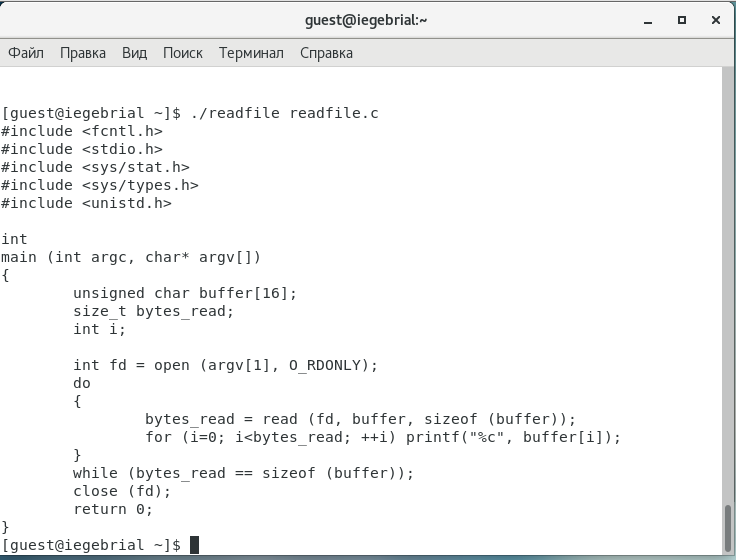 guest@iegebrial:~
Файл Правка Вид Поиск Терминал Справка
[guest@iegebrial ~]$ ./readfile readfile.c
#include <fcntl.h>
#include <stdio.h>
#include <sys/stat.h>
#include <sys/types.h>
#include <unistd.h>

int
main (int argc, char* argv[])
{
        unsigned char buffer[16];
        size_t bytes_read;
        int i;

        int fd = open (argv[1], O_RDONLY);
        do
        {
                bytes_read = read (fd, buffer, sizeof (buffer));
                for (i=0; i<bytes_read; ++i) printf("%c", buffer[i]);
        }
        while (bytes_read == sizeof (buffer));
        close (fd);
        return 0;
}
[guest@iegebrial ~]$